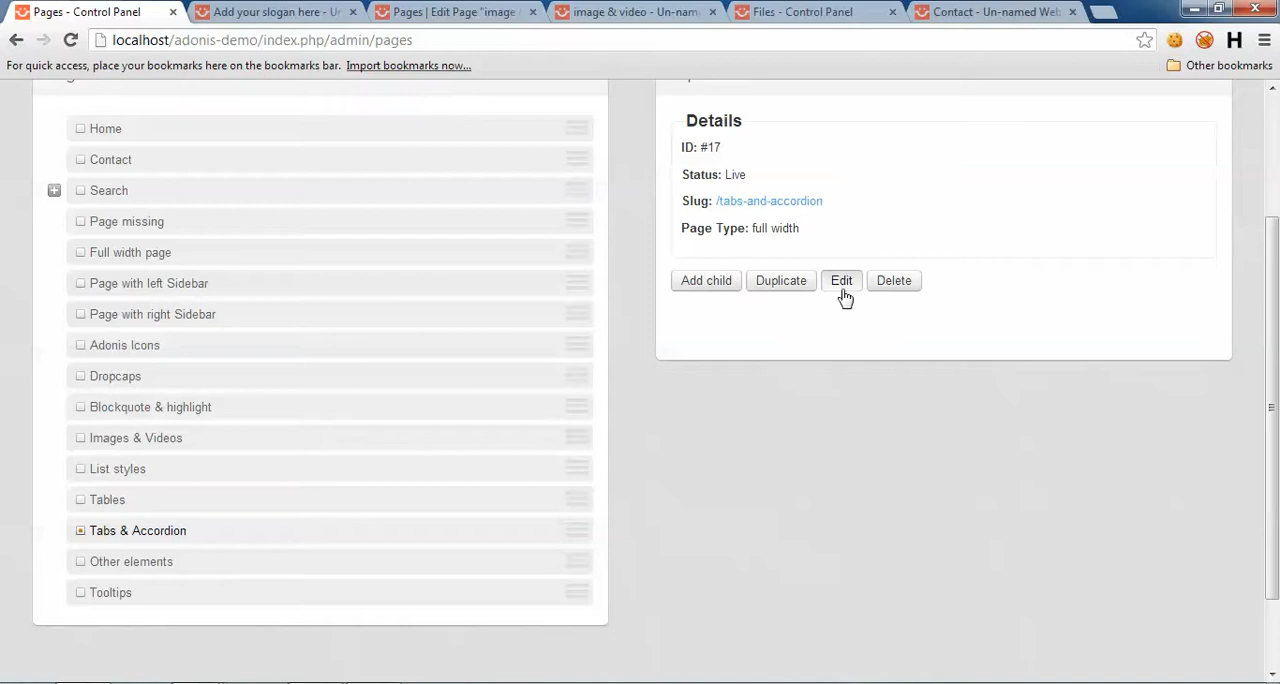 Pages - Control Panel
Add your slogan here - Un
Pages | Edit Page "image
image & video - Un-nam
Files - Control Panel
Contact - Un-named Web
localhost/adonis-demo/index.php/admin/pages
For quick access, place your bookmarks here on the bookmarks bar. Import bookmarks now...
Other bookmarks
Home
Contact
Search
Page missing
Full width page
Page with left Sidebar
Page with right Sidebar
Adonis Icons
Dropcaps
Blockquote & highlight
Images & Videos
List styles
Tables
Tabs & Accordion
Other elements
Tooltips
Details
ID: #17
Status: Live
Slug: /tabs-and-accordion
Page Type: full width
Add child
Duplicate
Edit
Delete